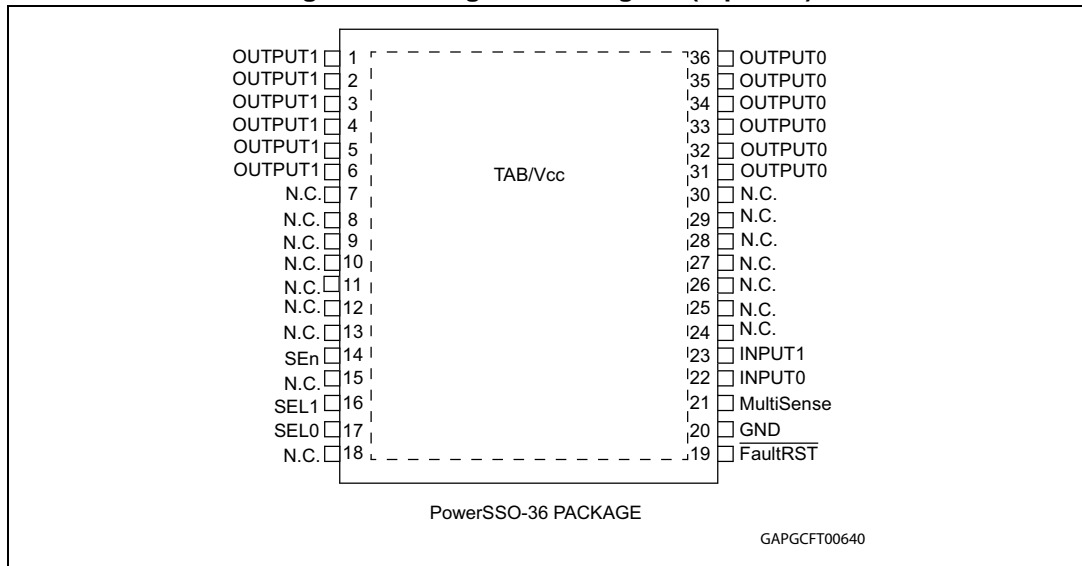 OUTPUT1 1 36 OUTPUT0
OUTPUT1 2 35 OUTPUT0
OUTPUT1 3 34 OUTPUT0
OUTPUT1 4 33 OUTPUT0
OUTPUT1 5 32 OUTPUT0
OUTPUT1 6 TAB/Vcc 31 OUTPUT0
N.C. 7 30 N.C.
N.C. 8 29 N.C.
N.C. 9 28 N.C.
N.C. 10 27 N.C.
N.C. 11 26 N.C.
N.C. 12 25 N.C.
N.C. 13 24 N.C.
SEn 14 23 INPUT1
N.C. 15 22 INPUT0
SEL1 16 21 MultiSense
SEL0 17 20 GND
N.C. 18 19 FaultRST
PowerSSO-36 PACKAGE
GAPGCFT00640